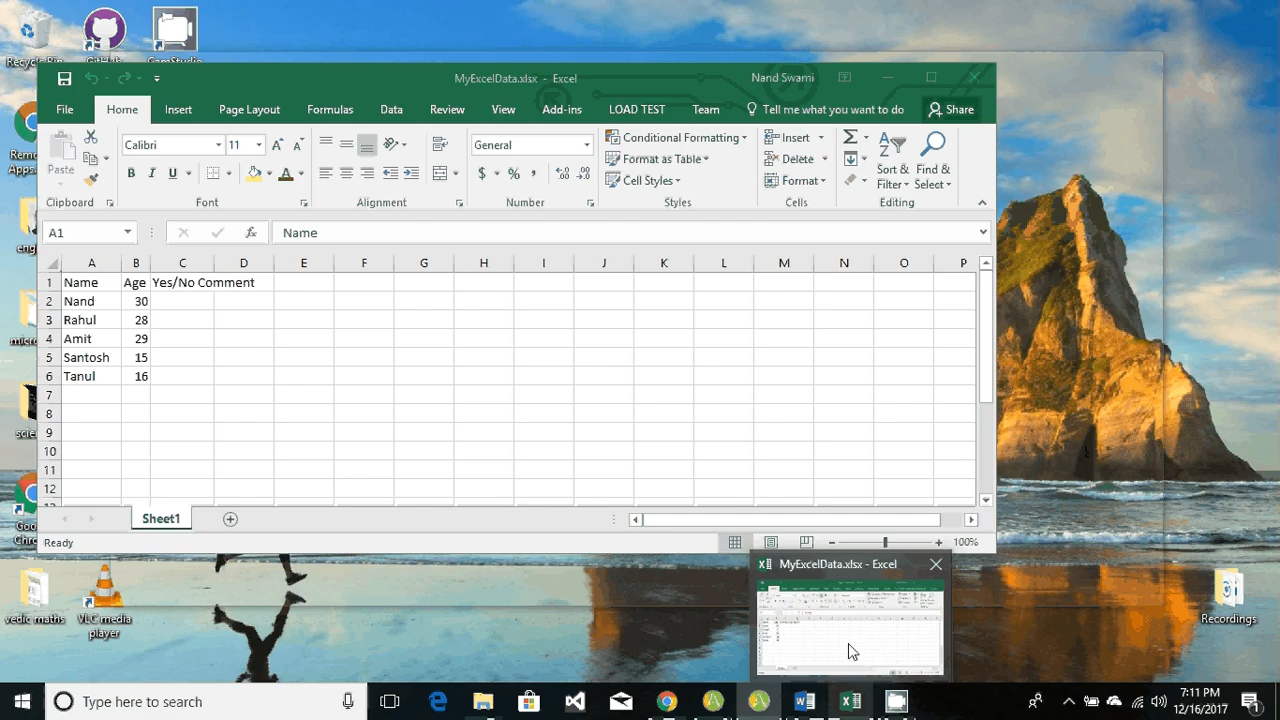 Recycle Bin
GitHub
CamStudio
MyExcelData.xlsx - Excel
Nand Swami
File Home Insert Page Layout Formulas Data Review View Add-ins LOAD TEST Team Tell me what you want to do Share
Paste
Calibri 11
B I U
General
$ % ,
Conditional Formatting
Format as Table
Cell Styles
Insert
Delete
Format
Sort & Filter
Find & Select
Clipboard Font Alignment Number Styles Cells Editing
A1 fx Name
A B C D E F G H I J K L M N O P
1 Name Age Yes/No Comment
2 Nand 30
3 Rahul 28
4 Amit 29
5 Santosh 15
6 Tanul 16
7
8
9
10
11
12
13
Sheet1
Ready 100%
MyExcelData.xlsx - Excel
vedic maths
VLC media player
Recordings
Type here to search
7:11 PM
12/16/2017
1